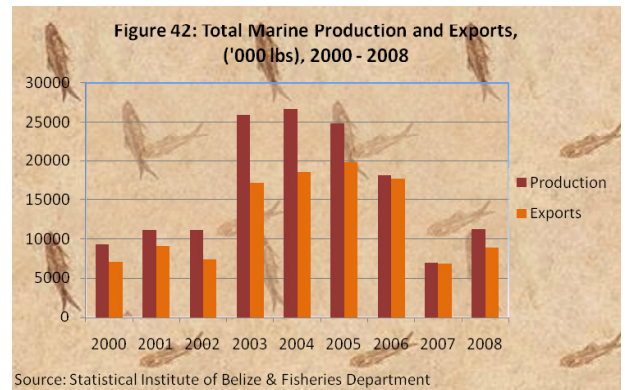 Figure 42: Total Marine Production and Exports,
('000 lbs), 2000 - 2008
30000
25000
20000
15000
10000
5000
0
2000 2001 2002 2003 2004 2005 2006 2007 2008
Production
Exports
Source: Statistical Institute of Belize & Fisheries Department